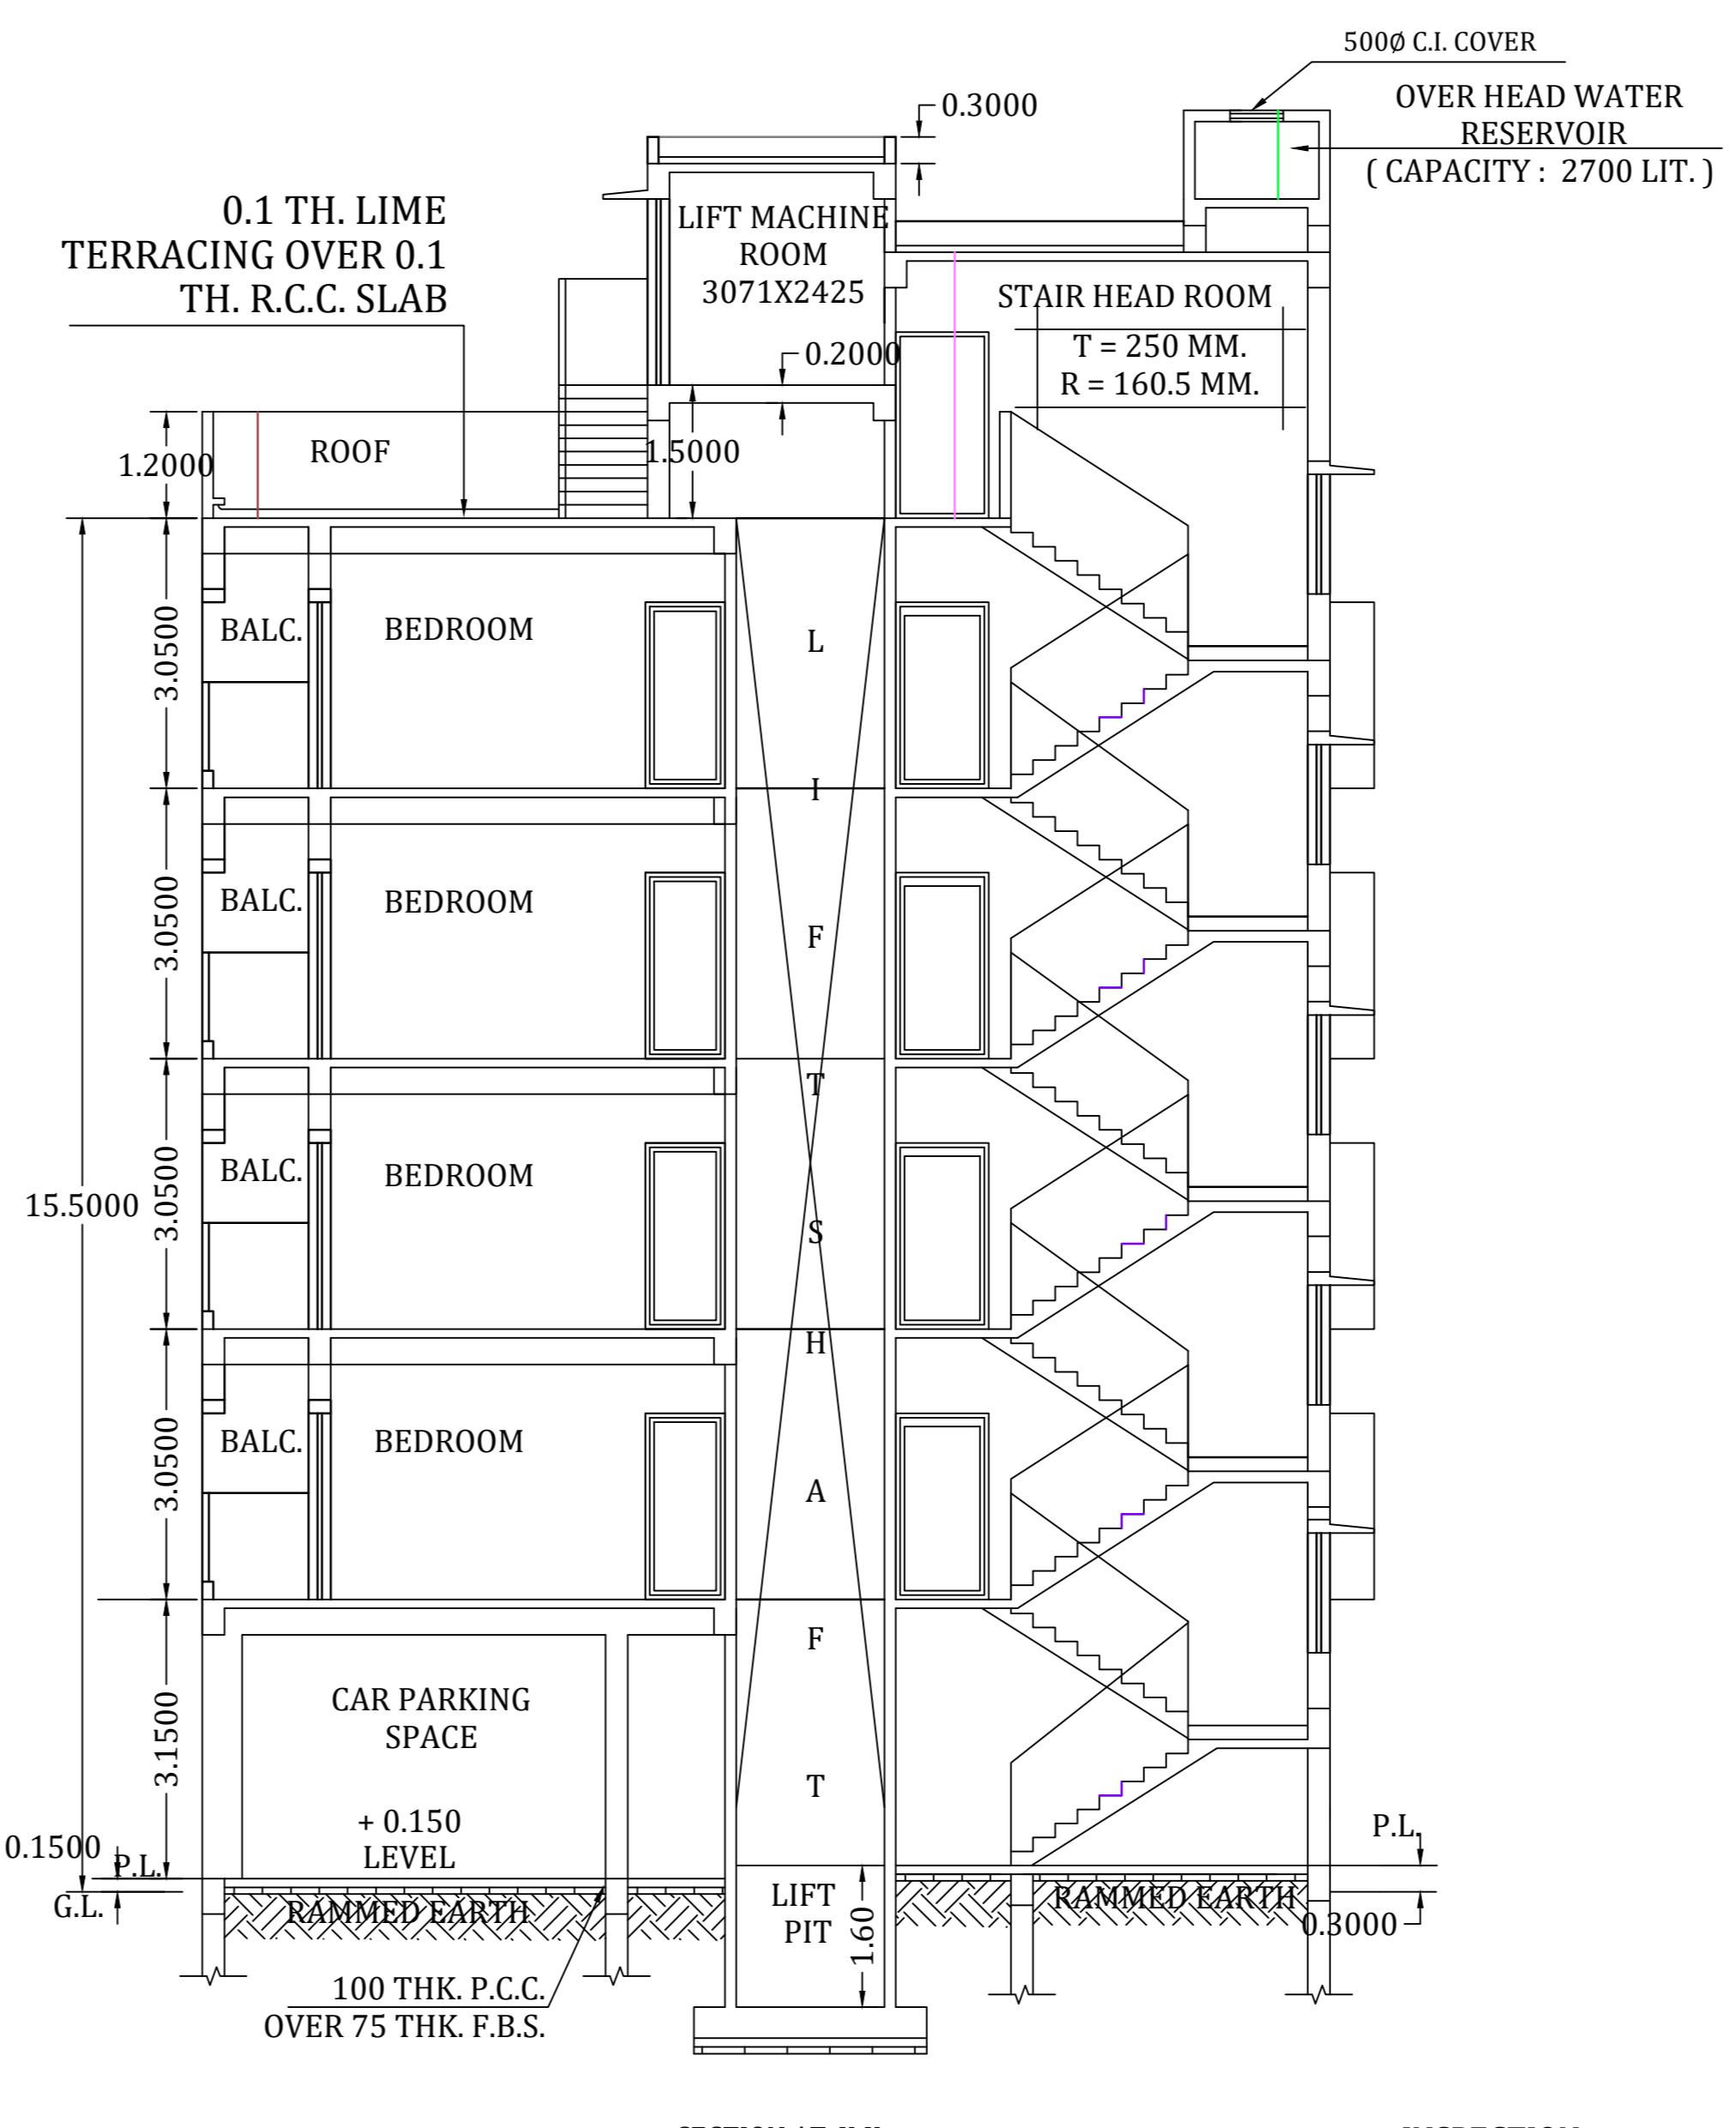 500Ø C.I. COVER
OVER HEAD WATER
RESERVOIR
( CAPACITY : 2700 LIT. )
0.3000
0.1 TH. LIME
TERRACING OVER 0.1
TH. R.C.C. SLAB
LIFT MACHINE
ROOM
3071X2425
STAIR HEAD ROOM
T = 250 MM.
R = 160.5 MM.
0.2000
1.2000
ROOF
1.5000
3.0500
BALC.
BEDROOM
L
I
3.0500
BALC.
BEDROOM
F
T
15.5000
3.0500
BALC.
BEDROOM
S
H
3.0500
BALC.
BEDROOM
A
F
3.1500
CAR PARKING
SPACE
T
+ 0.150
LEVEL
0.1500
P.L.
G.L.
RAMMED EARTH
LIFT
PIT
1.60
RAMMED EARTH
P.L.
0.3000
100 THK. P.C.C.
OVER 75 THK. F.B.S.